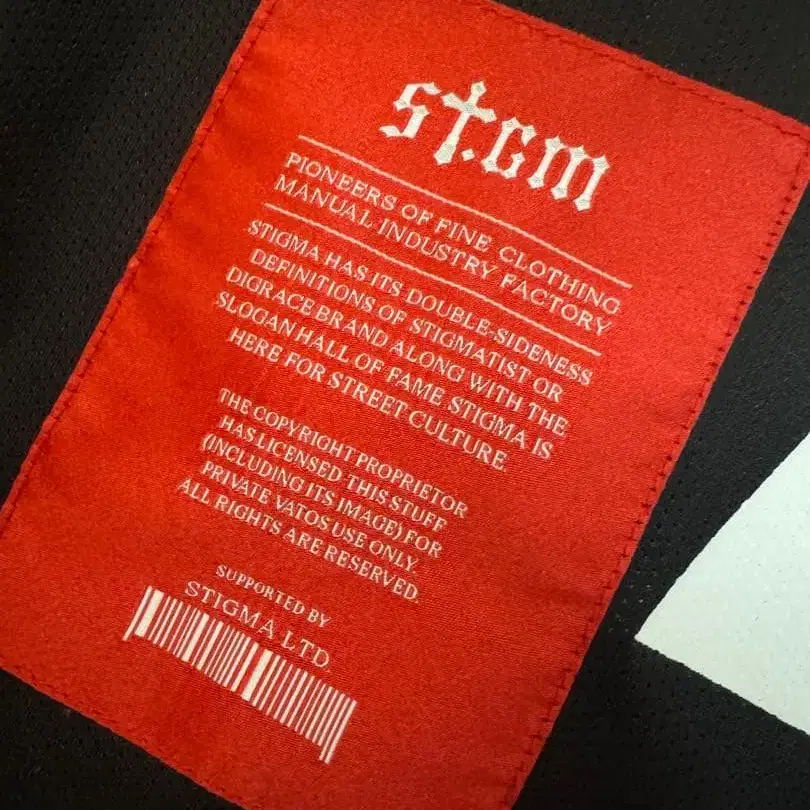 ST.GM
PIONEERS OF FINE CLOTHING
MANUAL INDUSTRY FACTORY
STIGMA HAS ITS DOUBLE-SIDENESS
DEFINITIONS OF STIGMATIST OR
DIGRACE BRAND ALONG WITH THE
SLOGAN HALL OF FAME STIGMA IS
HERE FOR STREET CULTURE.
THE COPYRIGHT PROPRIETOR
HAS LICENSED THIS STUFF
(INCLUDING ITS IMAGE) FOR
PRIVATE VATOS USE ONLY.
ALL RIGHTS ARE RESERVED.
SUPPORTED BY
STIGMA LTD